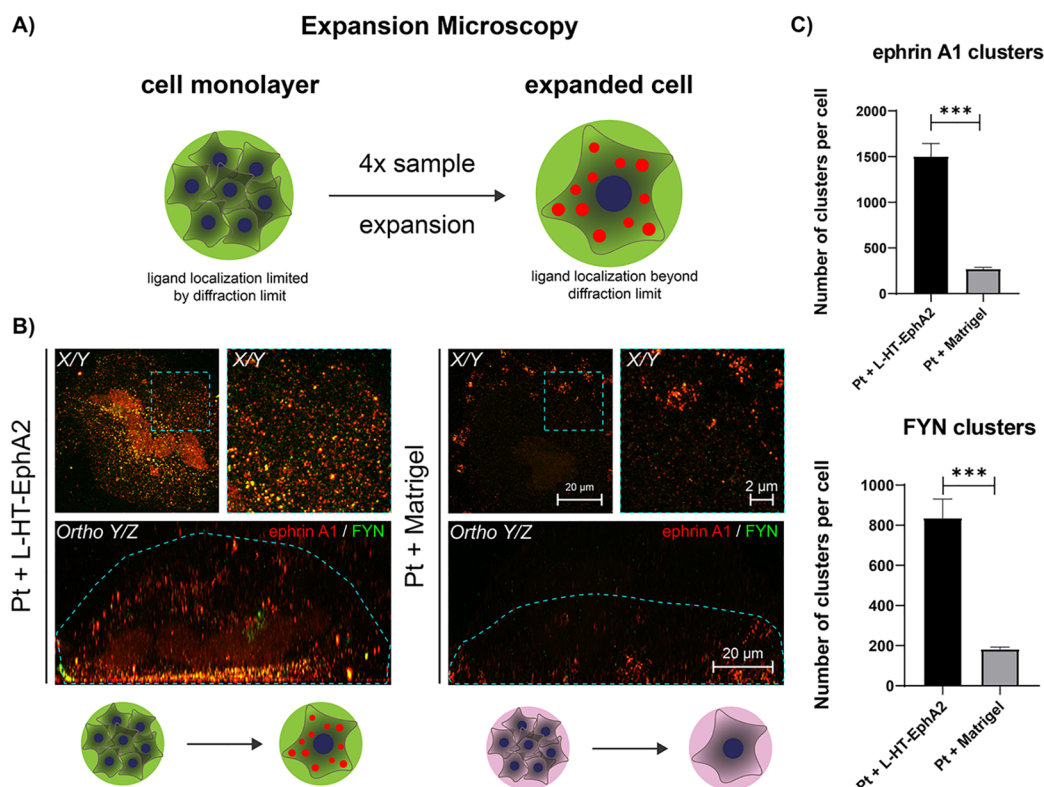 A)
Expansion Microscopy
cell monolayer
expanded cell
4x sample
expansion
ligand localization limited
by diffraction limit
ligand localization beyond
diffraction limit
B)
Pt + L-HT-EphA2
X/Y
X/Y
Ortho Y/Z
ephrin A1 / FYN
Pt + Matrigel
X/Y
20 µm
X/Y
2 µm
Ortho Y/Z
ephrin A1 / FYN
20 µm
C)
ephrin A1 clusters
Number of clusters per cell
2000
1500
1000
500
0
***
Pt + L-HT-EphA2
Pt + Matrigel
FYN clusters
Number of clusters per cell
1000
800
600
400
200
0
***
Pt + L-HT-EphA2
Pt + Matrigel